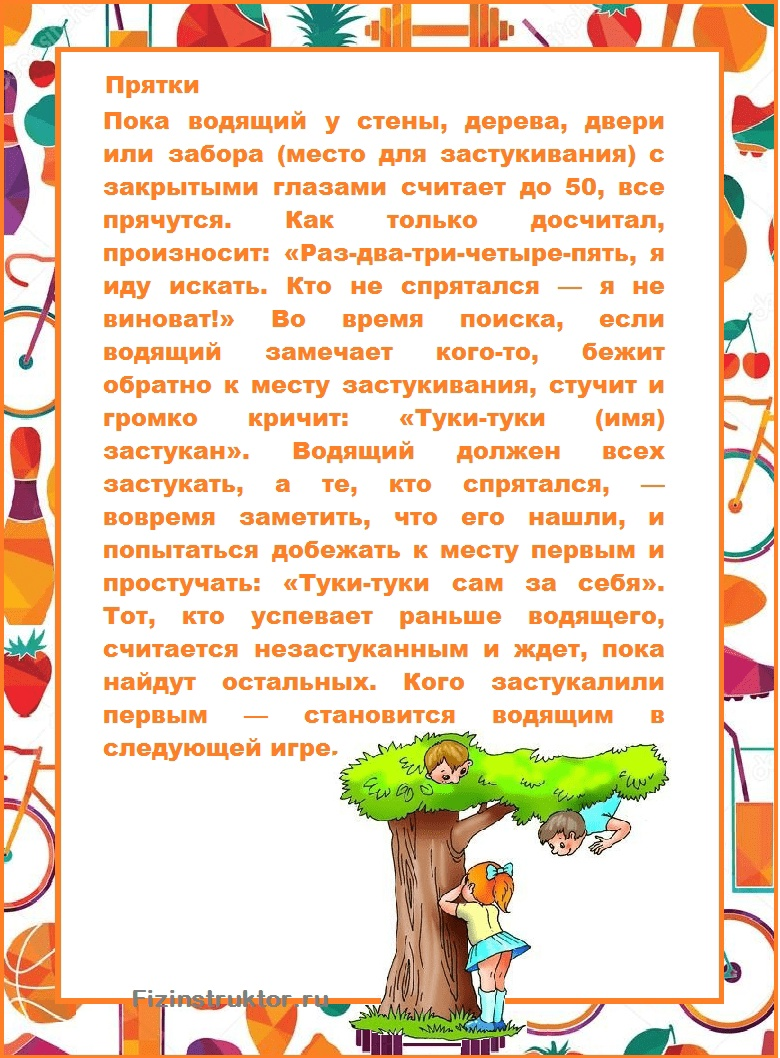 Прятки
Пока водящий у стены, дерева, двери
или забора (место для застукивания) с
закрытыми глазами считает до 50, все
прячутся. Как только досчитал,
произносит: «Раз-два-три-четыре-пять, я
иду искать. Кто не спрятался — я не
виноват!» Во время поиска, если
водящий замечает кого-то, бежит
обратно к месту застукивания, стучит и
громко кричит: «Туки-туки (имя)
застукан». Водящий должен всех
застукать, а те, кто спрятался, —
вовремя заметить, что его нашли, и
попытаться добежать к месту первым и
простучать: «Туки-туки сам за себя».
Тот, кто успевает раньше водящего,
считается незастуканным и ждет, пока
найдут остальных. Кого застукалили
первым — становится водящим в
следующей игре.
Fizinstruktor.ru